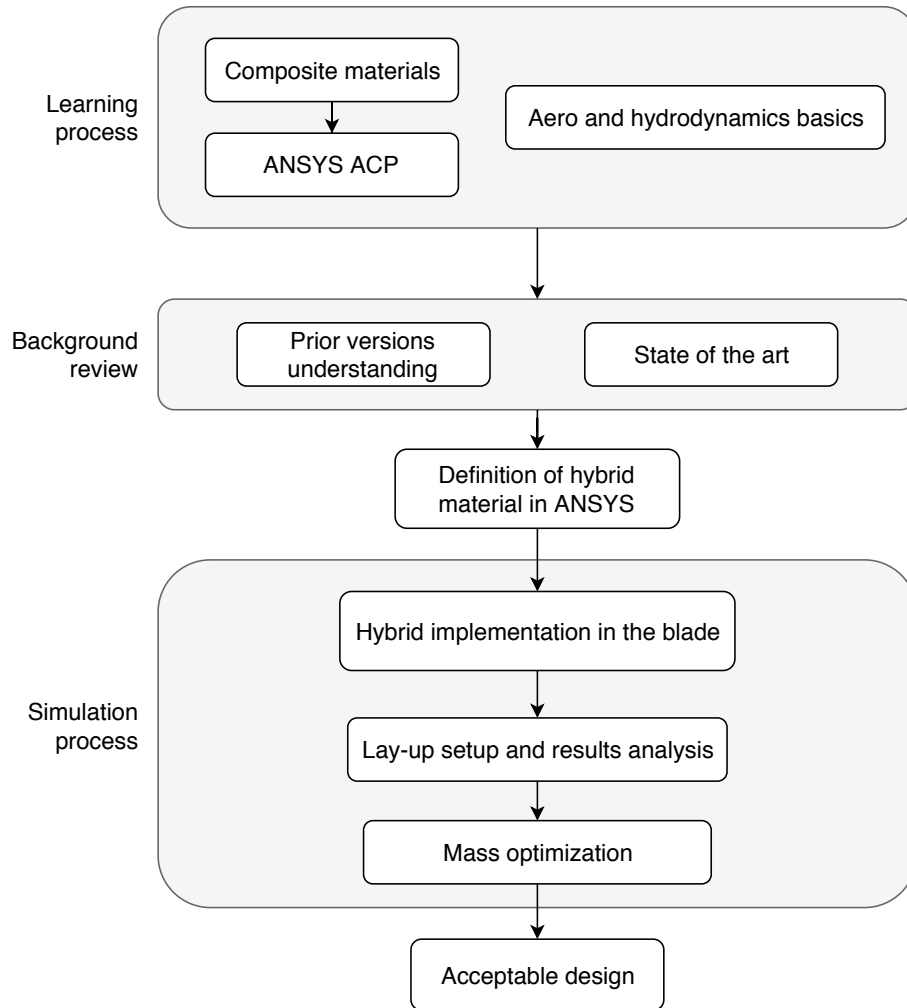 Learning
process
Composite materials
ANSYS ACP
Aero and hydrodynamics basics
Background
review
Prior versions
understanding
State of the art
Definition of hybrid
material in ANSYS
Simulation
process
Hybrid implementation in the blade
Lay-up setup and results analysis
Mass optimization
Acceptable design